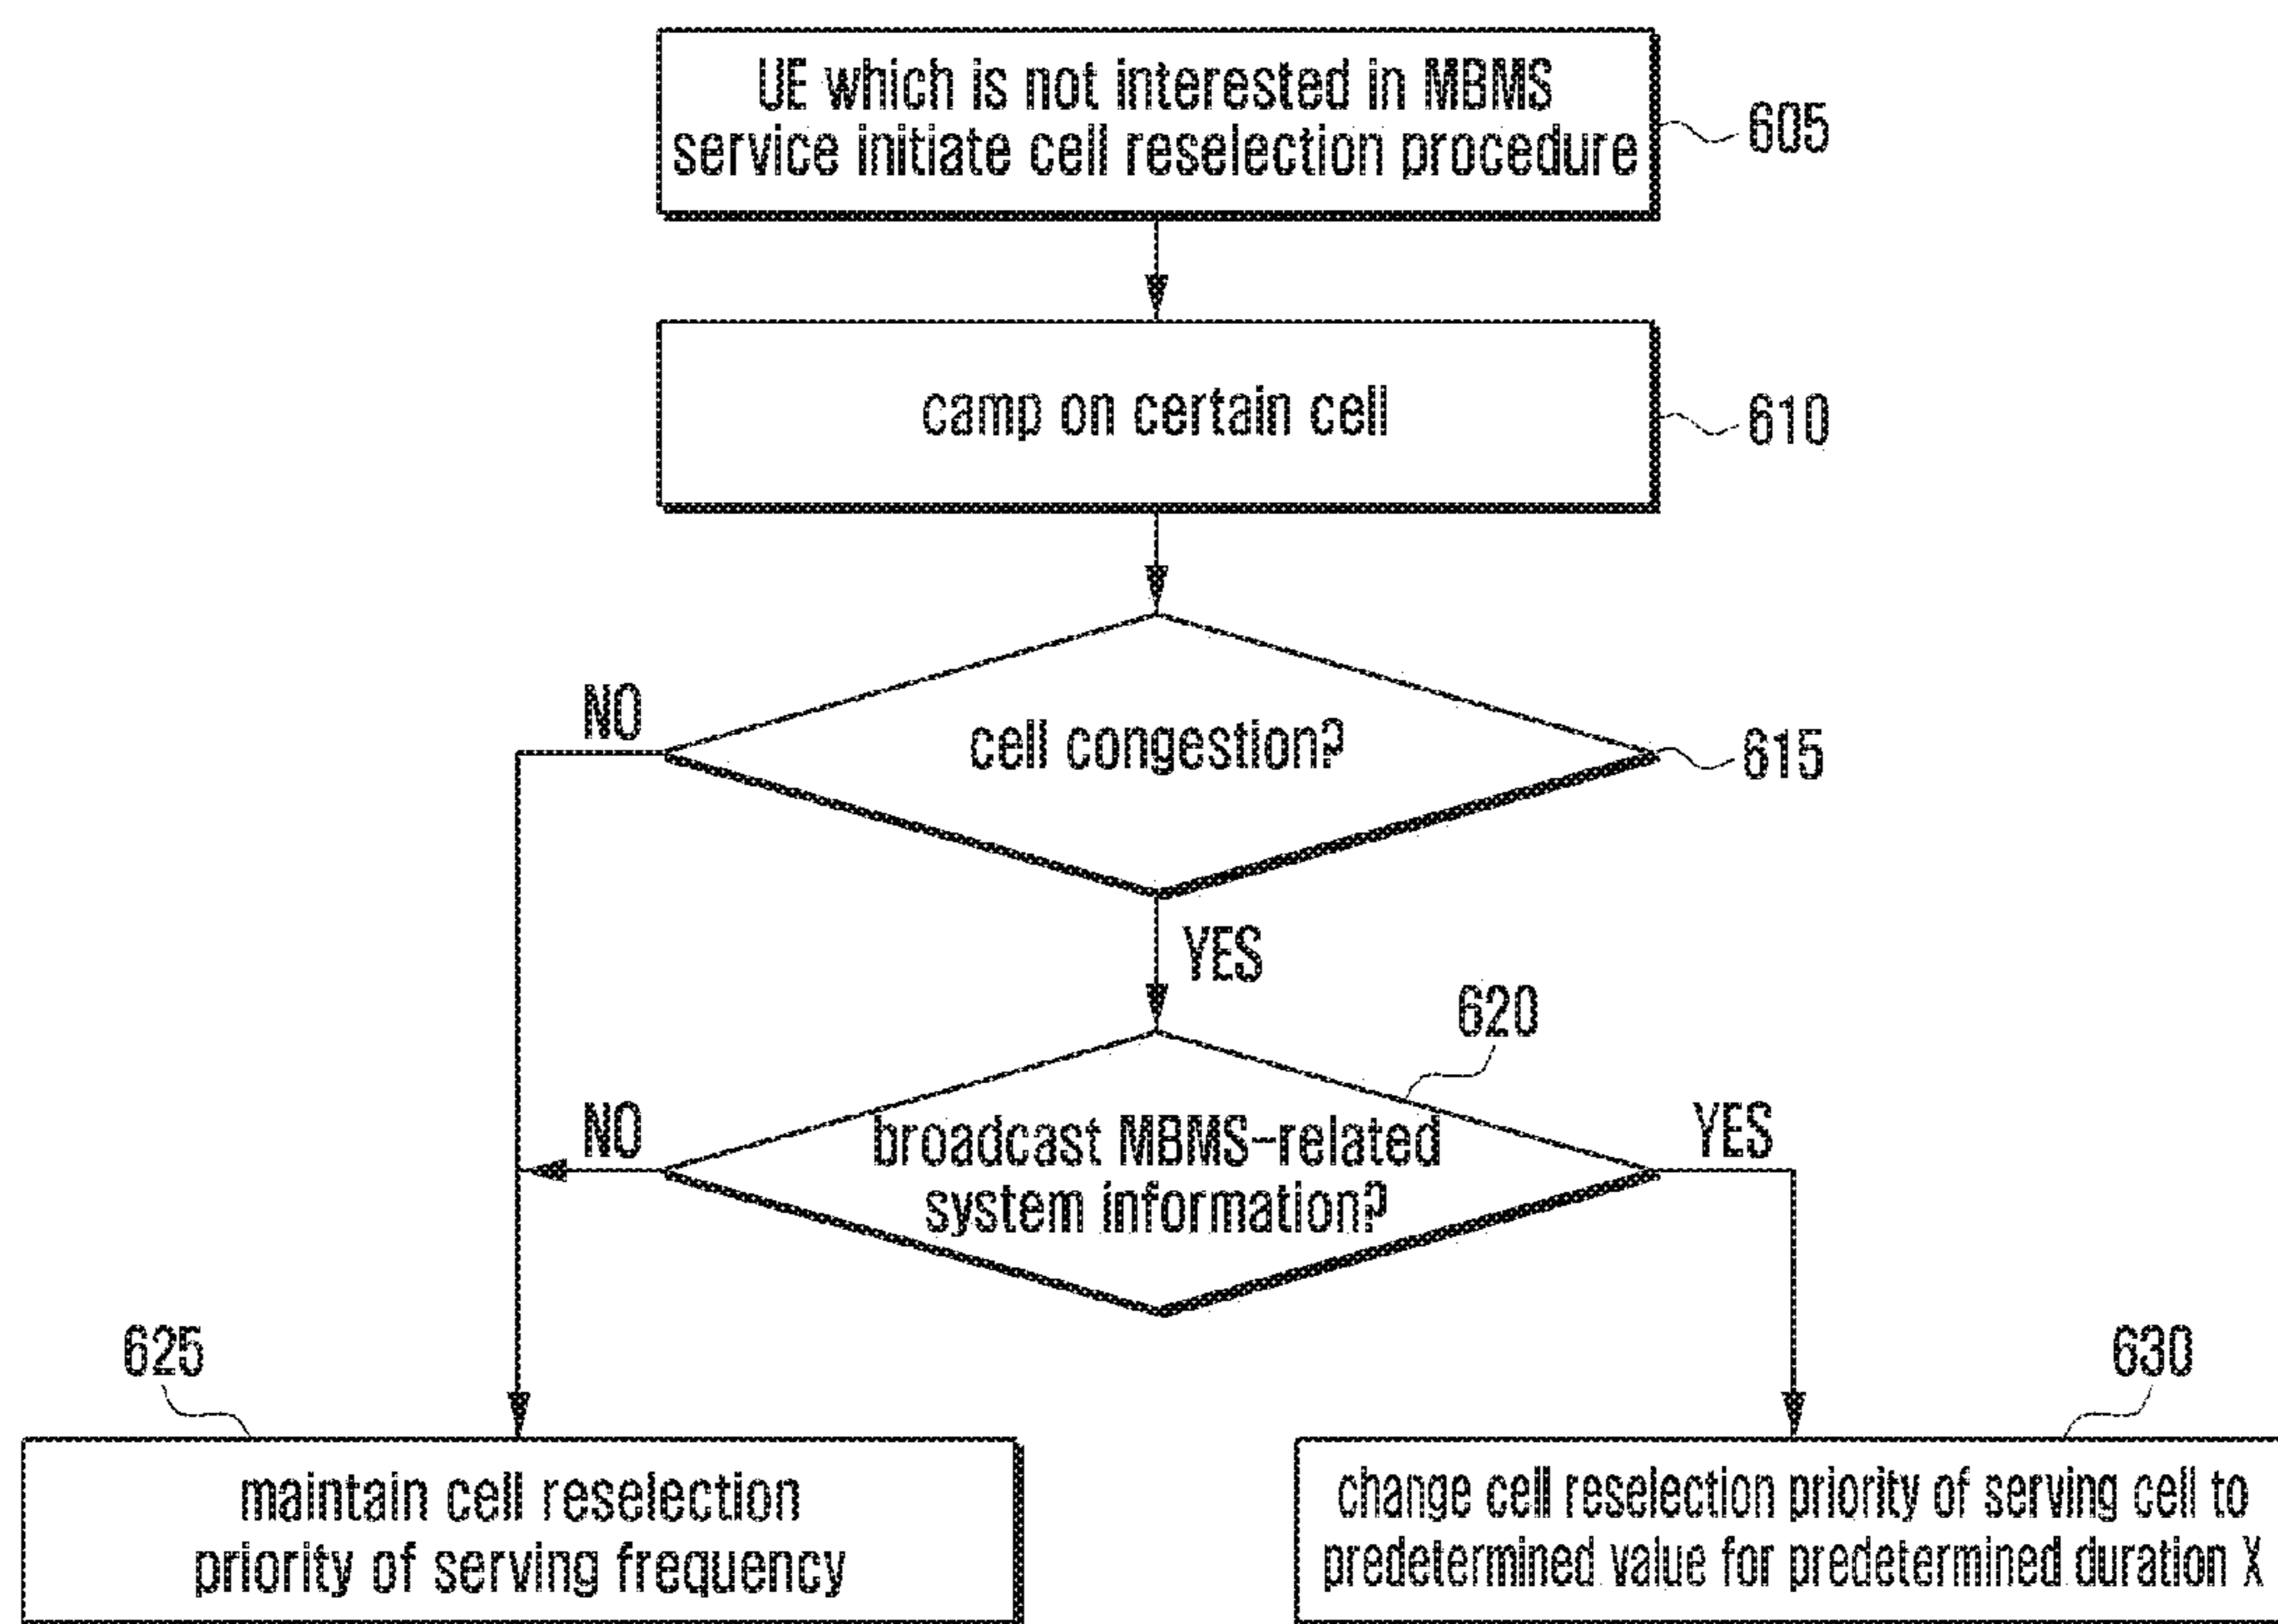 UE which is not interested in MBMS
service initiate cell reselection procedure
605
camp on certain cell
610
NO
cell congestion?
615
YES
620
NO
broadcast MBMS-related
system information?
YES
625
630
maintain cell reselection
priority of serving frequency
change cell reselection priority of serving cell to
predetermined value for predetermined duration X